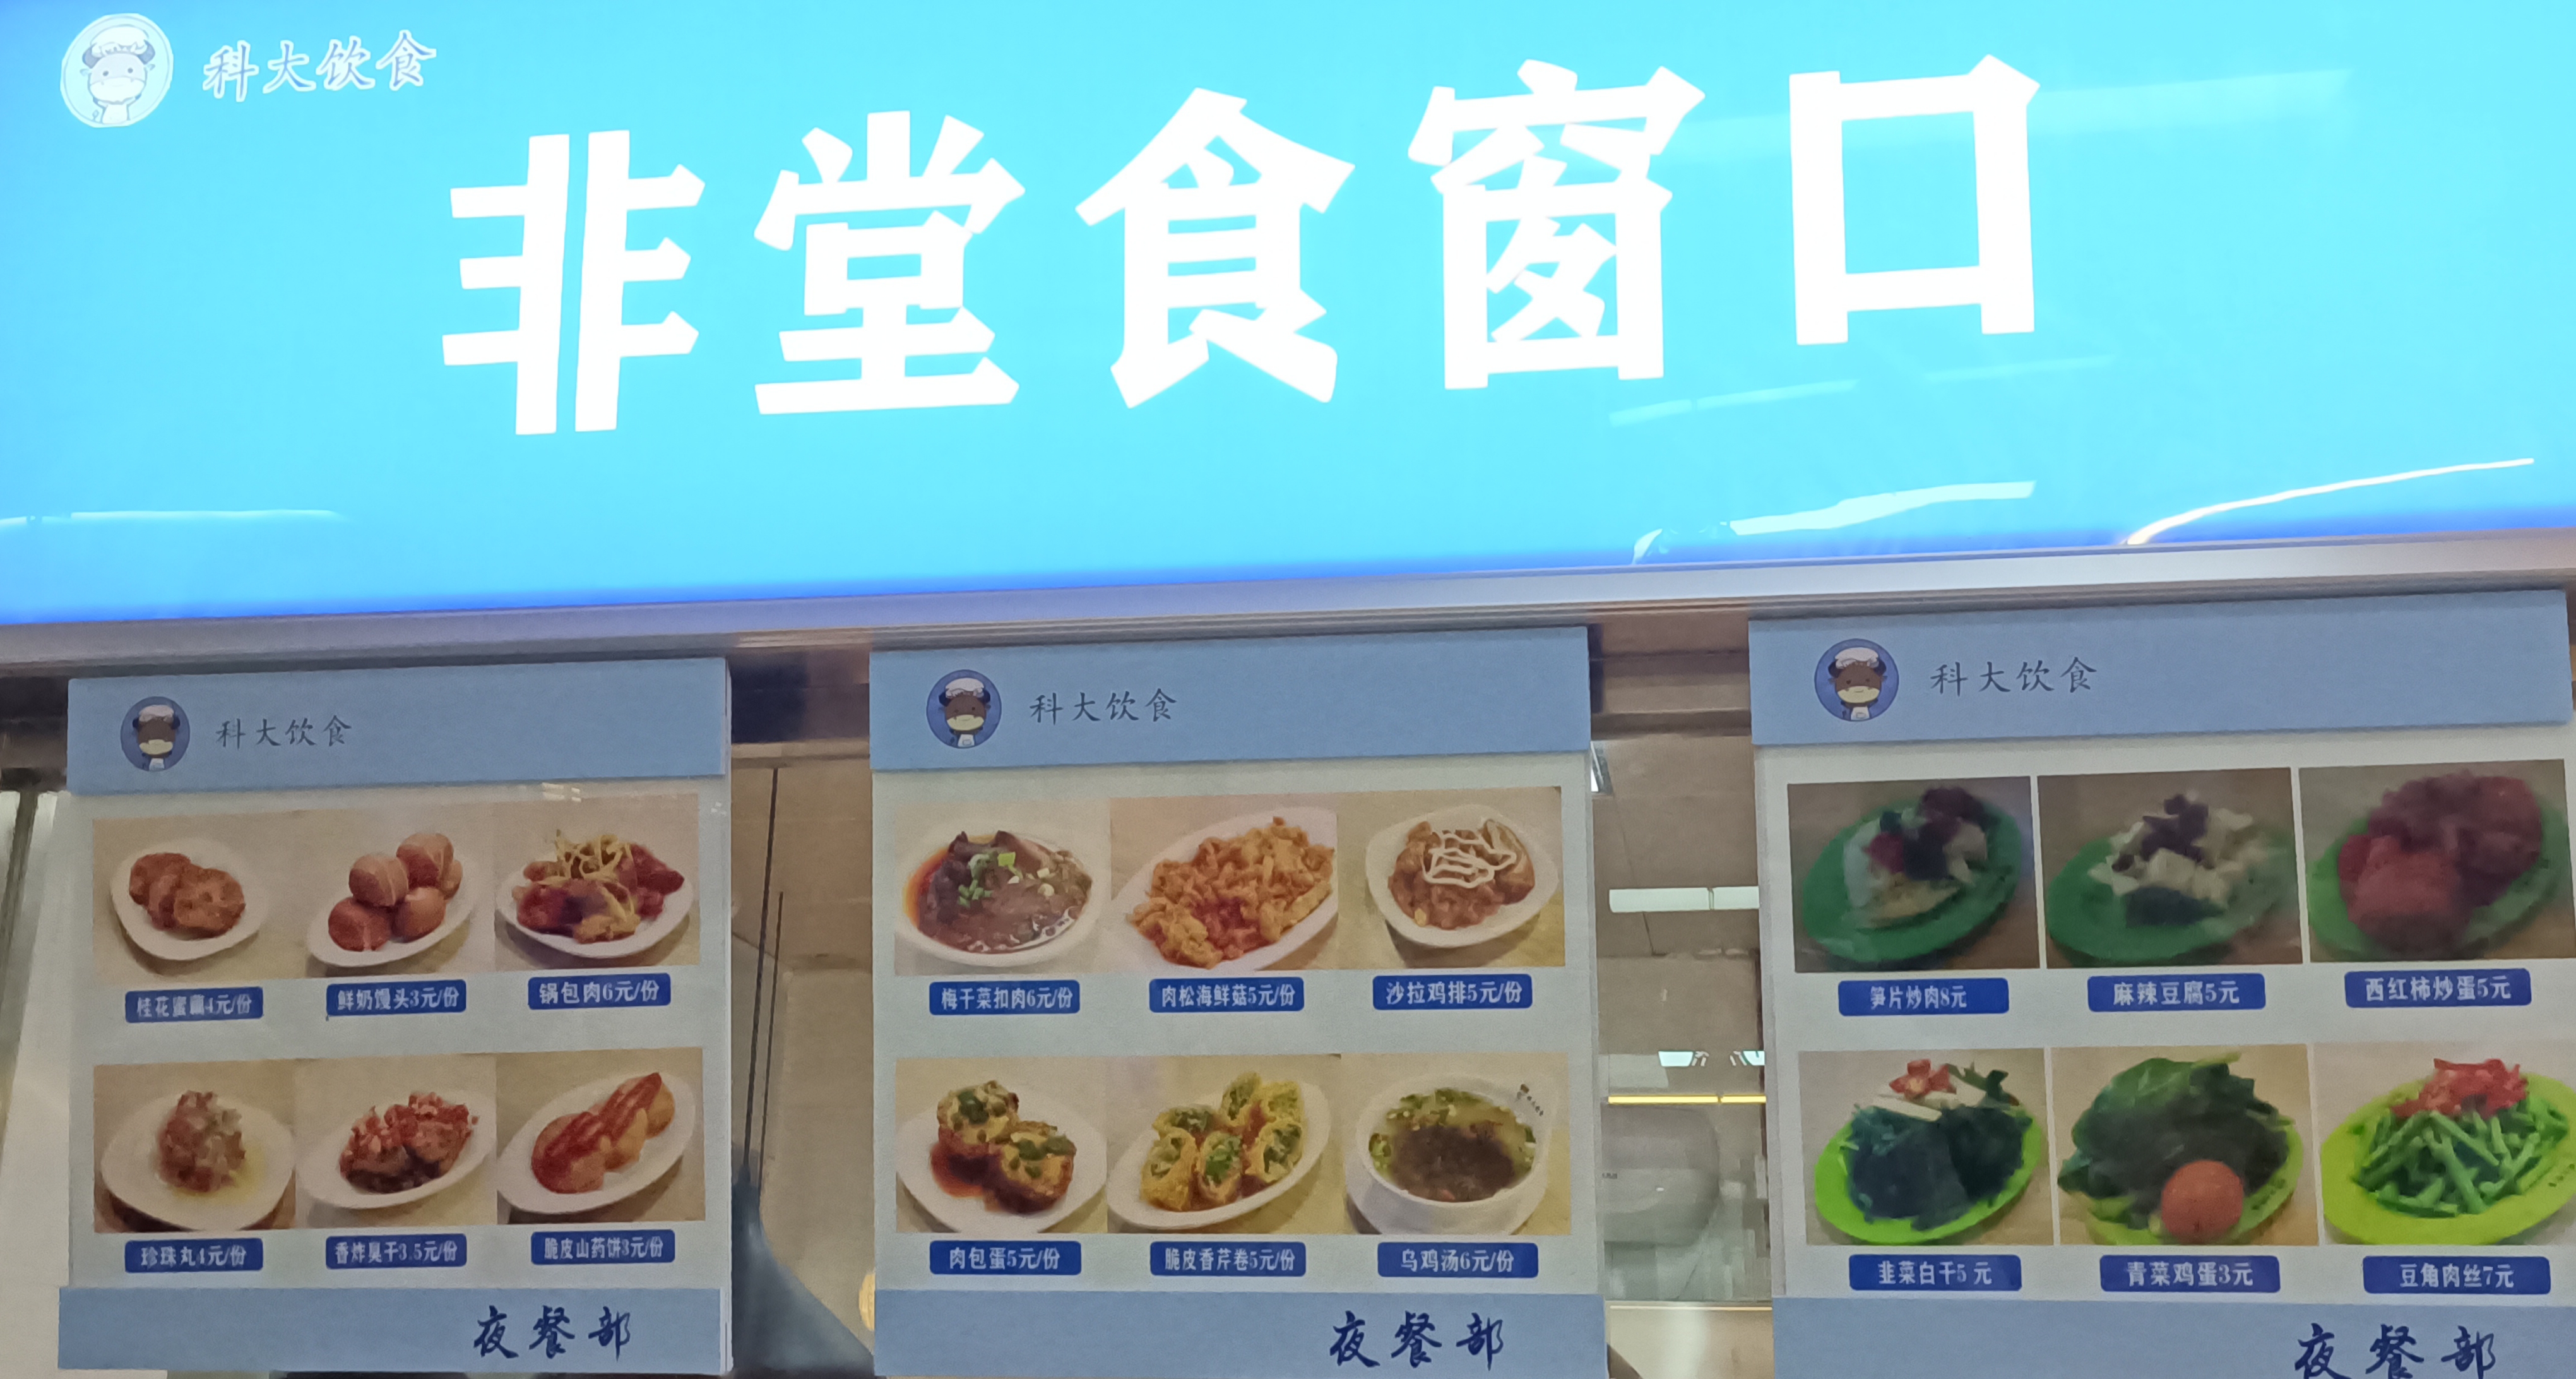 科大饮食
非堂食窗口
科大饮食
桂花蜜藕4元/份
鲜奶馒头3元/份
锅包肉6元/份
珍珠丸4元/份
香炸臭干3.5元/份
脆皮山药饼3元/份
夜餐部
科大饮食
梅干菜扣肉6元/份
肉松海鲜菇5元/份
沙拉鸡排5元/份
肉包蛋5元/份
脆皮香芹卷5元/份
乌鸡汤6元/份
夜餐部
科大饮食
笋片炒肉8元
麻辣豆腐5元
西红柿炒蛋5元
韭菜白干5 元
青菜鸡蛋3元
豆角肉丝7元
夜餐部